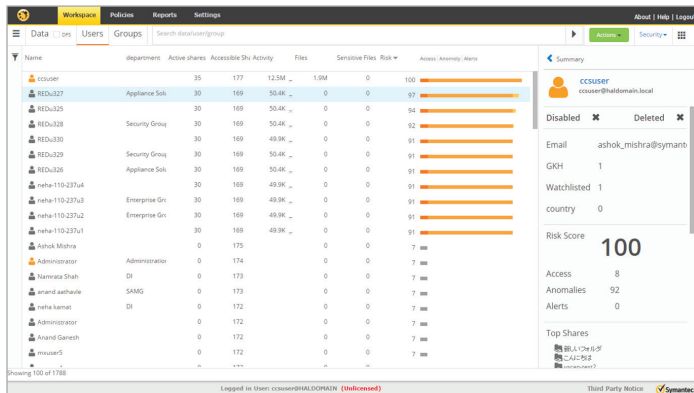 Workspace Policies Reports Settings About | Help | Logout
Data DFS Users Groups Search data/user/group Actions Security
Name department Active shares Accessible Sha Activity Files Sensitive Files Risk Access : Anomaly : Alerts
ccsuser 35 177 12.5M _ 1.9M 0 100
REDu327 Appliance Solu 30 169 50.4K _ 0 0 97
REDu325 30 169 50.4K _ 0 0 94
REDu328 Security Group 30 169 50.4K _ 0 0 92
REDu330 30 169 49.9K _ 0 0 91
REDu329 Security Group 30 169 50.4K _ 0 0 91
REDu326 Appliance Solu 30 169 50.4K _ 0 0 91
neha-110-237u4 30 169 49.9K _ 0 0 91
neha-110-237u3 Enterprise Gro 30 169 49.9K _ 0 0 91
neha-110-237u2 Enterprise Gro 30 169 49.9K _ 0 0 91
neha-110-237u1 30 169 49.9K _ 0 0 91
Ashok Mishra 0 175 0 0 7
Administrator Administratio 0 174 0 0 7
Namrata Shah DI 0 173 0 0 7
anand aathavle SAMG 0 173 0 0 7
neha kamat DI 0 172 0 0 7
Administrator 0 172 0 0 7
Anand Ganesh 0 172 0 0 7
mxuser5 0 172 0 0 7
Showing 100 of 1788
Summary
ccsuser
ccsuser@haldomain.local
Disabled ✖ Deleted ✖
Email ashok_mishra@symante
GKH 1
Watchlisted 1
country 0
Risk Score 100
Access 8
Anomalies 92
Alerts 0
Top Shares
新しいフォルダ
こんにちは
Logged in User: ccsuser@HALDOMAIN (Unlicensed) Third Party Notice Symantec